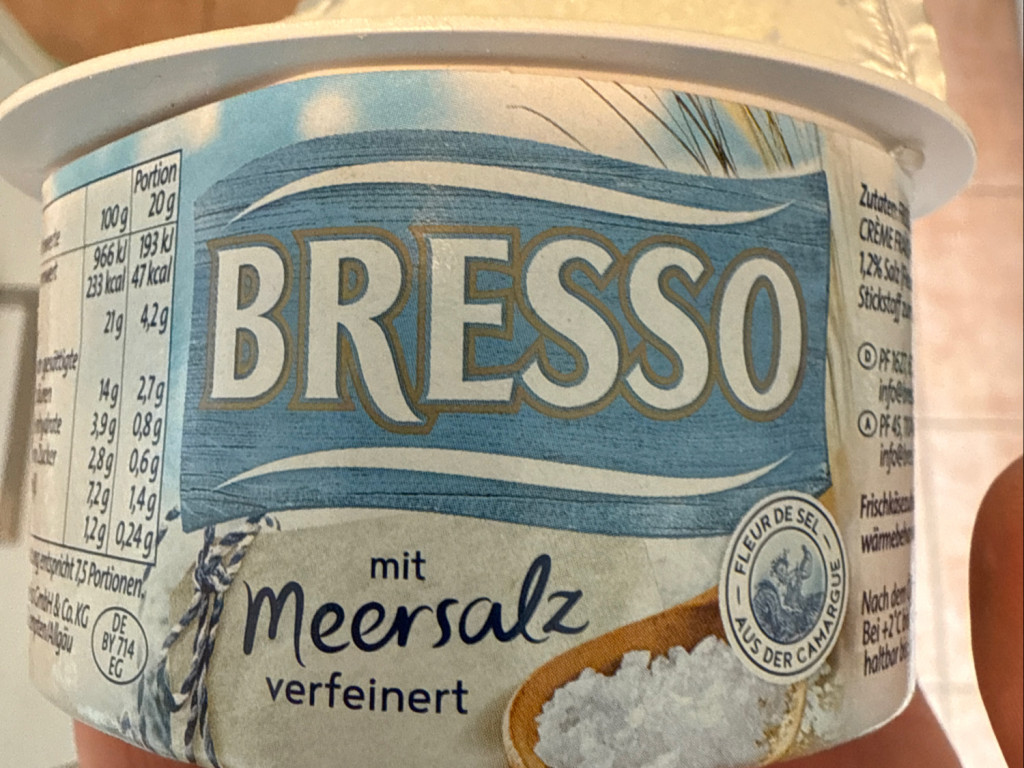 Portion
100 g 20 g
966 kJ 193 kJ
233 kcal 47 kcal
21 g 4,2 g
14 g 2,7 g
3,9 g 0,8 g
2,8 g 0,6 g
7,2 g 1,4 g
1,2 g 0,24 g
entspricht 7,5 Portionen.
GmbH & Co. KG
DE
BY 714
EG
BRESSO
mit
Meersalz
verfeinert
FLEUR DE SEL
AUS DER CAMARGUE
Zutaten:
CRÈME
1,2% Salz
Stickstoff
D PF
A PF 45,
Nach dem
Bei +2°C
haltbar